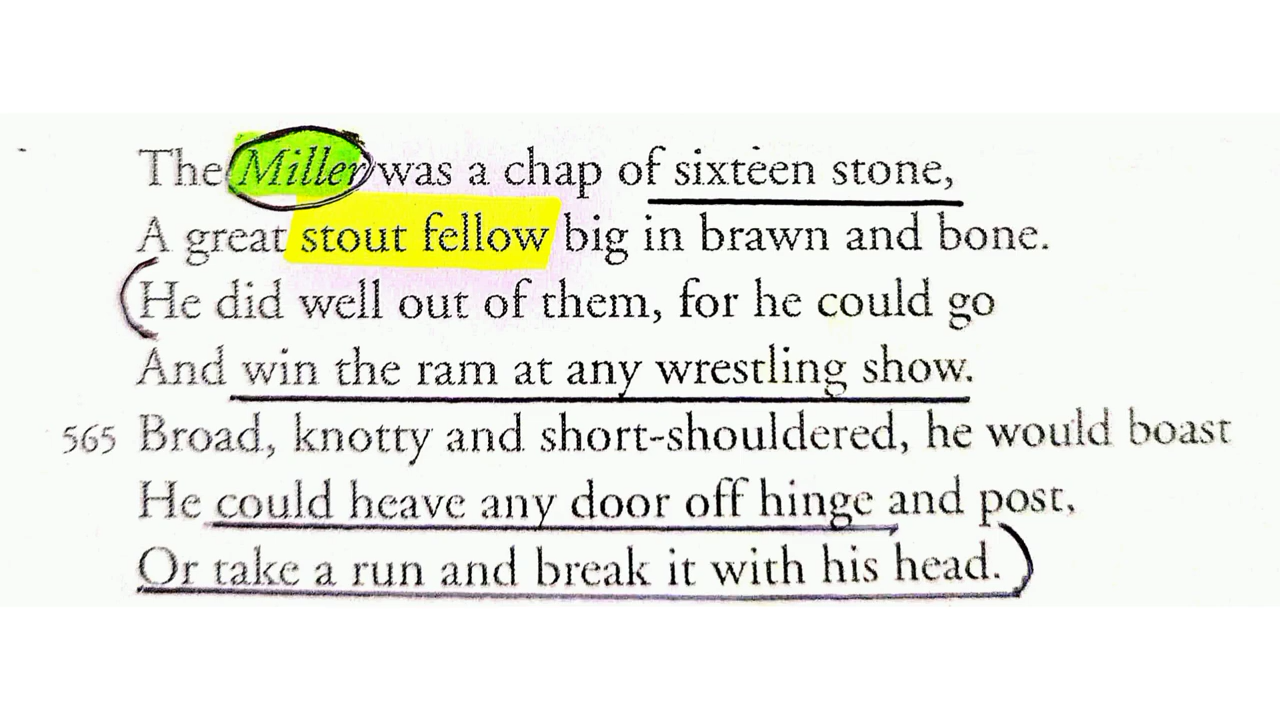 The Miller was a chap of sixteen stone,
A great stout fellow big in brawn and bone.
He did well out of them, for he could go
And win the ram at any wrestling show.
565 Broad, knotty and short-shouldered, he would boast
He could heave any door off hinge and post,
Or take a run and break it with his head.